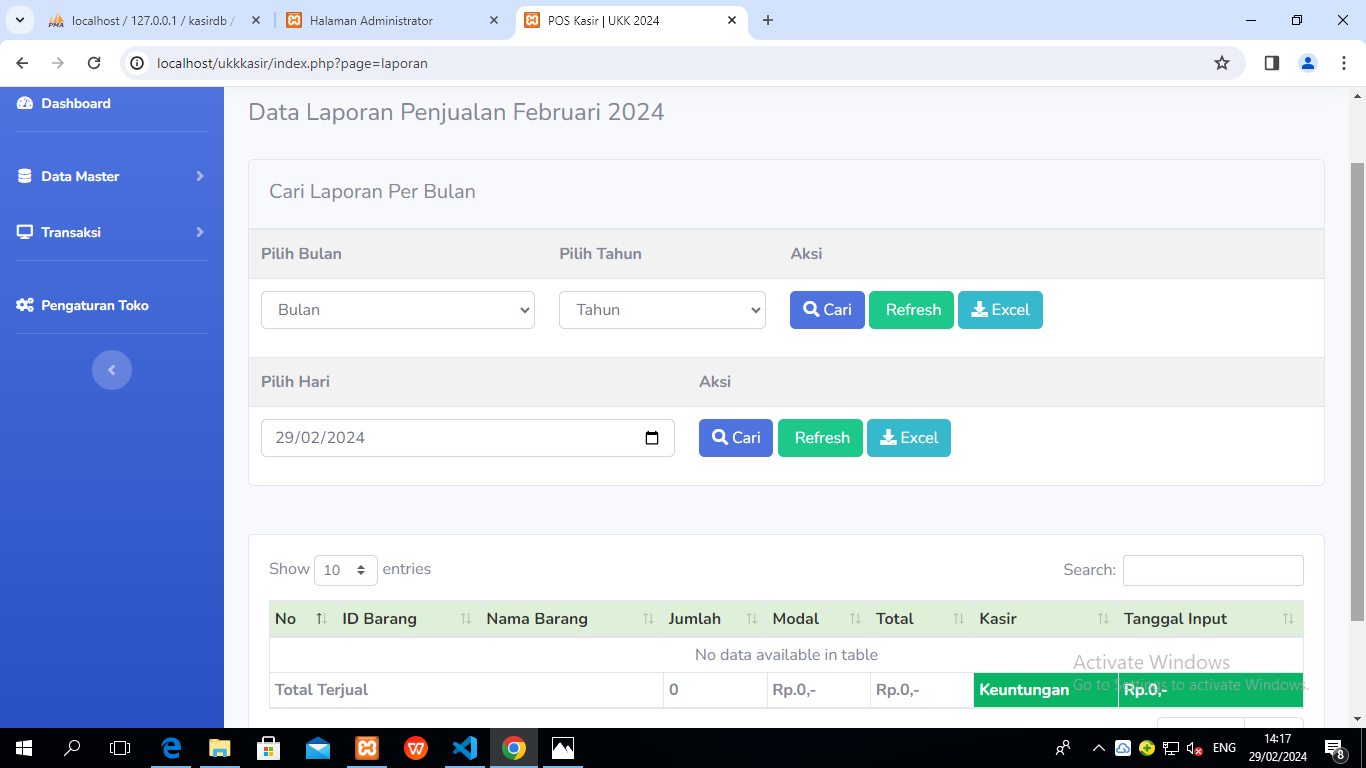 localhost / 127.0.0.1 / kasirdb /
Halaman Administrator
POS Kasir | UKK 2024
localhost/ukkkasir/index.php?page=laporan
Dashboard
Data Master
Transaksi
Pengaturan Toko
Data Laporan Penjualan Februari 2024
Cari Laporan Per Bulan
Pilih Bulan Pilih Tahun Aksi
Bulan Tahun Cari Refresh Excel
Pilih Hari Aksi
29/02/2024 Cari Refresh Excel
Show 10 entries Search:
No ID Barang Nama Barang Jumlah Modal Total Kasir Tanggal Input
No data available in table
Total Terjual 0 Rp.0,- Rp.0,- Keuntungan Rp.0,-
Activate Windows
Go to Settings to activate Windows.
ENG
14:17
29/02/2024
8